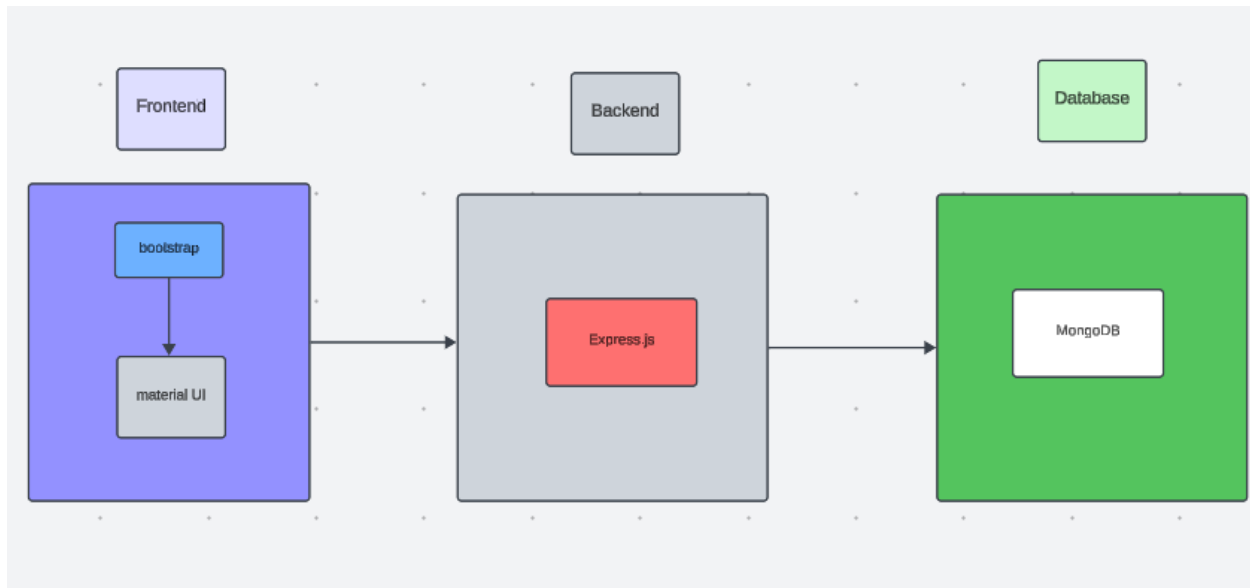 Frontend
Backend
Database
bootstrap
material UI
Express.js
MongoDB